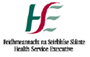 Feidhmeannacht na Seirbhíse Sláinte
Health Service Executive